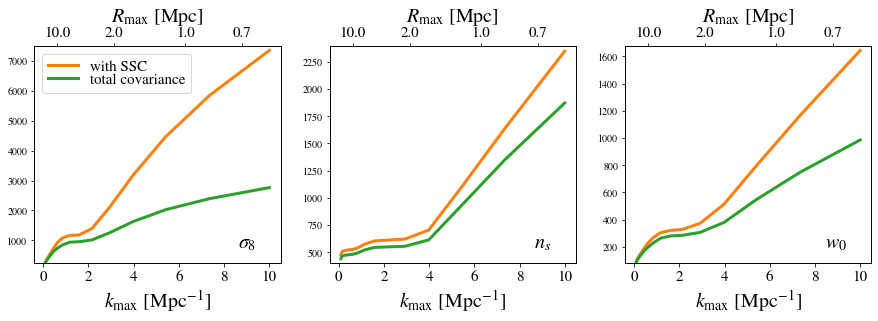 R_max [Mpc]
10.0 2.0 1.0 0.7
7000
6000
5000
4000
3000
2000
1000
with SSC
total covariance
σ_8
0 2 4 6 8 10
k_max [Mpc⁻¹]
R_max [Mpc]
10.0 2.0 1.0 0.7
2250
2000
1750
1500
1250
1000
750
500
n_s
0 2 4 6 8 10
k_max [Mpc⁻¹]
R_max [Mpc]
10.0 2.0 1.0 0.7
1600
1400
1200
1000
800
600
400
200
w_0
0 2 4 6 8 10
k_max [Mpc⁻¹]